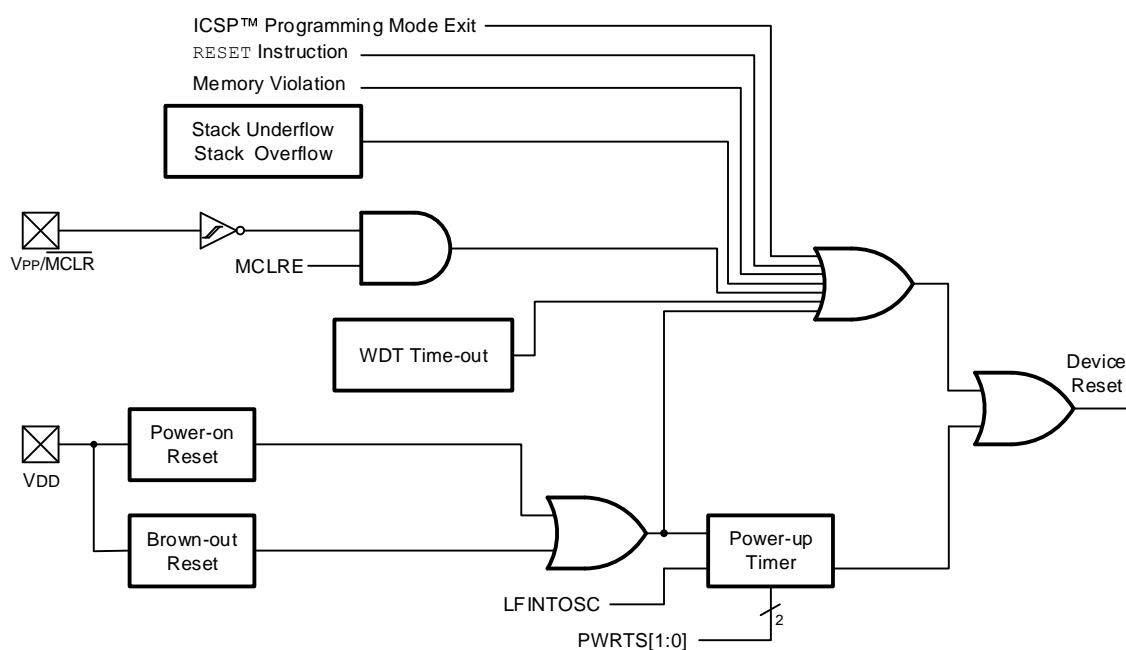 ICSP™ Programming Mode Exit
RESET Instruction
Memory Violation
Stack Underflow
Stack Overflow
VPP/MCLR
MCLRE
WDT Time-out
Device
Reset
Power-on
Reset
VDD
Brown-out
Reset
Power-up
Timer
LFINTOSC
2
PWRTS[1:0]